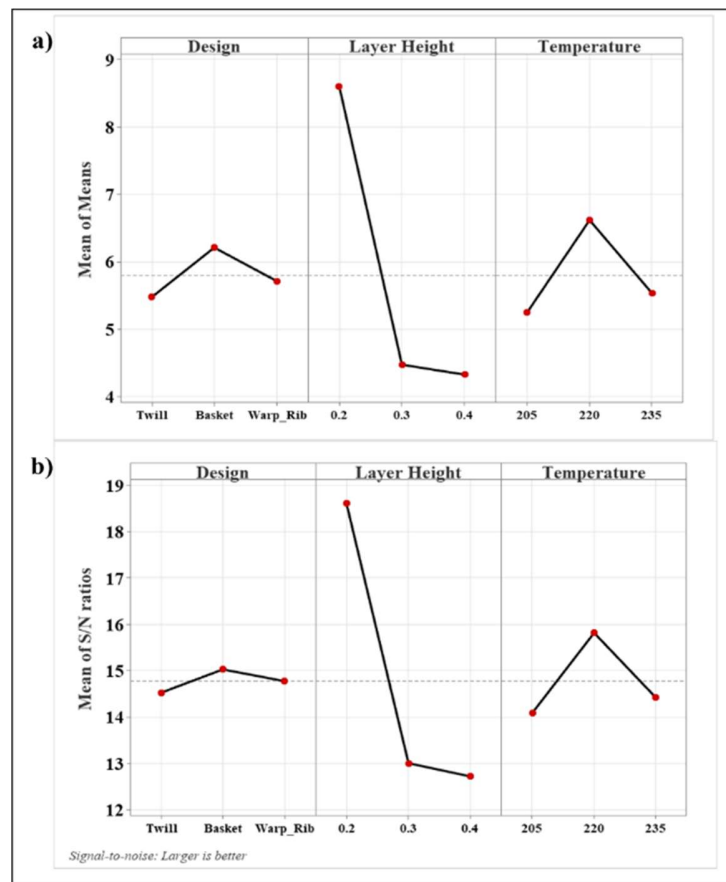 a)
Design Layer Height Temperature
Mean of Means
9
8
7
6
5
4
Twill Basket Warp_Rib 0.2 0.3 0.4 205 220 235
b)
Design Layer Height Temperature
Mean of S/N ratios
19
18
17
16
15
14
13
12
Twill Basket Warp_Rib 0.2 0.3 0.4 205 220 235
Signal-to-noise: Larger is better